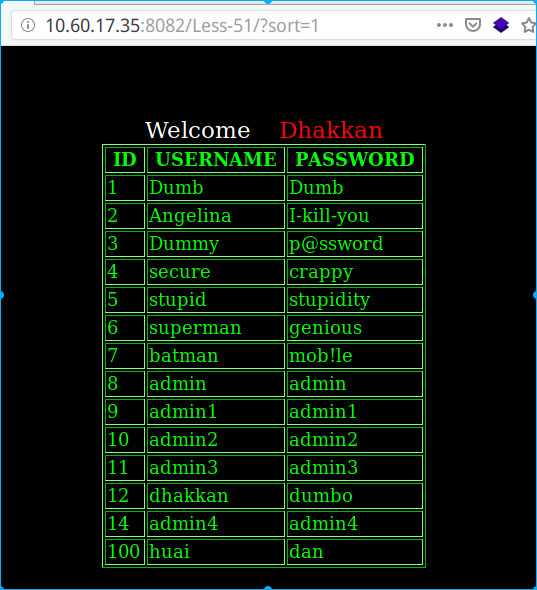 10.60.17.35:8082/Less-51/?sort=1
Welcome Dhakkan
ID USERNAME PASSWORD
1 Dumb Dumb
2 Angelina I-kill-you
3 Dummy p@ssword
4 secure crappy
5 stupid stupidity
6 superman genious
7 batman mob!le
8 admin admin
9 admin1 admin1
10 admin2 admin2
11 admin3 admin3
12 dhakkan dumbo
14 admin4 admin4
100 huai dan